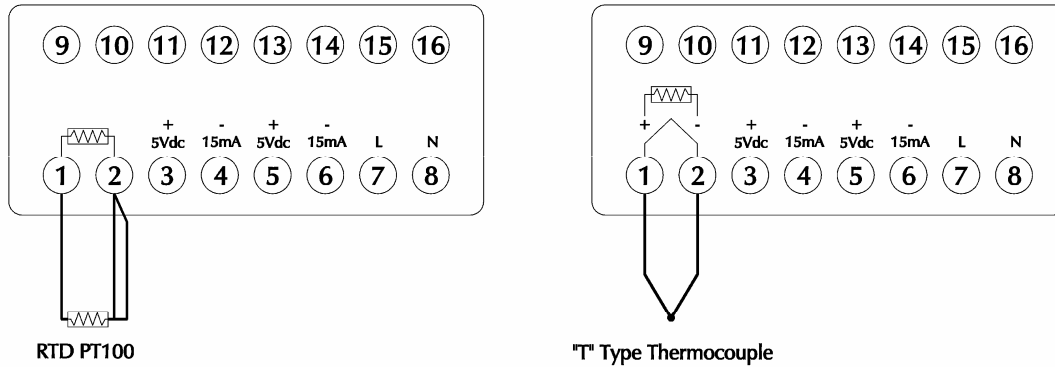 9 10 11 12 13 14 15 16
+ - + -
5Vdc 15mA 5Vdc 15mA L N
1 2 3 4 5 6 7 8
RTD PT100
9 10 11 12 13 14 15 16
+ - + - + -
5Vdc 15mA 5Vdc 15mA L N
1 2 3 4 5 6 7 8
"T" Type Thermocouple